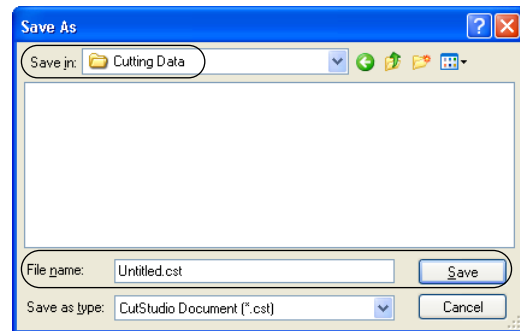 Save As
Save in: Cutting Data
File name: Untitled.cst Save
Save as type: CutStudio Document (*.cst) Cancel